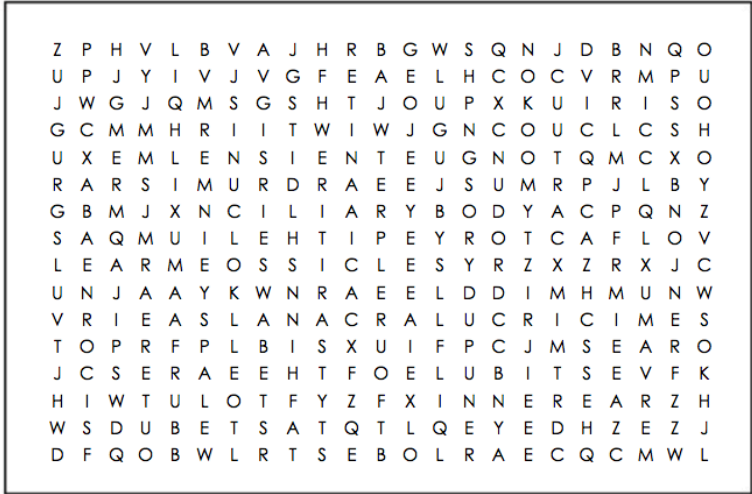 Z P H V L B V A J H R B G W S Q N J D B N Q O
U P J Y I V J V G F E A E L H C O C V R M P U
J W G J Q M S G S H T J O U P X K U I R I S O
G C M M H R I I T W I W J G N C O U C L C S H
U X E M L E N S I E N T E U G N O T Q M C X O
R A R S I M U R D R A E E J S U M R P J L B Y
G B M J X N C I L I A R Y B O D Y A C P Q N Z
S A Q M U I L E H T I P E Y R O T C A F L O V
L E A R M E O S S I C L E S Y R Z X Z R X J C
U N J A A Y K W N R A E E L D D I M H M U N W
V R I E A S L A N A C R A L U C R I C I M E S
T O P R F P L B I S X U I F P C J M S E A R O
J C S E R A E E H T F O E L U B I T S E V F K
H I W T U L O T F Y Z F X I N N E R E A R Z H
W S D U B E T S A T Q T L Q E Y E D H Z E Z J
D F Q O B W L R T S E B O L R A E C Q C M W L